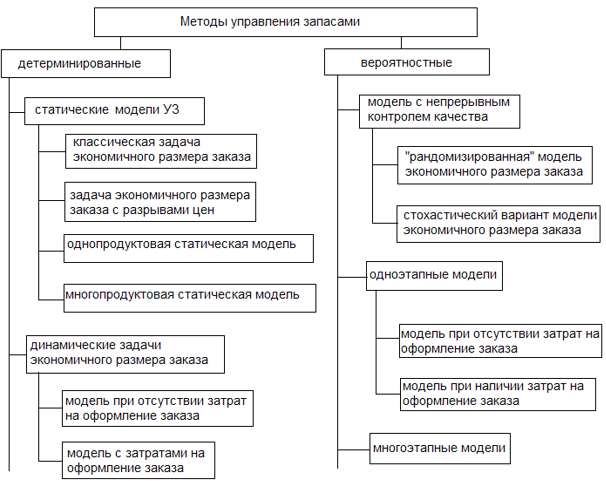 Методы управления запасами
детерминированные
статические модели УЗ
классическая задача
экономичного размера заказа
задача экономичного размера
заказа с разрывами цен
однопродуктовая статическая модель
многопродуктовая статическая модель
динамические задачи
экономичного размера заказа
модель при отсутствии затрат
на оформление заказа
модель с затратами на
оформление заказа
вероятностные
модель с непрерывным
контролем качества
"рандомизированная" модель
экономичного размера заказа
стохастический вариант модели
экономичного размера заказа
одноэтапные модели
модель при отсутствии затрат на
оформление заказа
модель при наличии затрат на
оформление заказа
многоэтапные модели